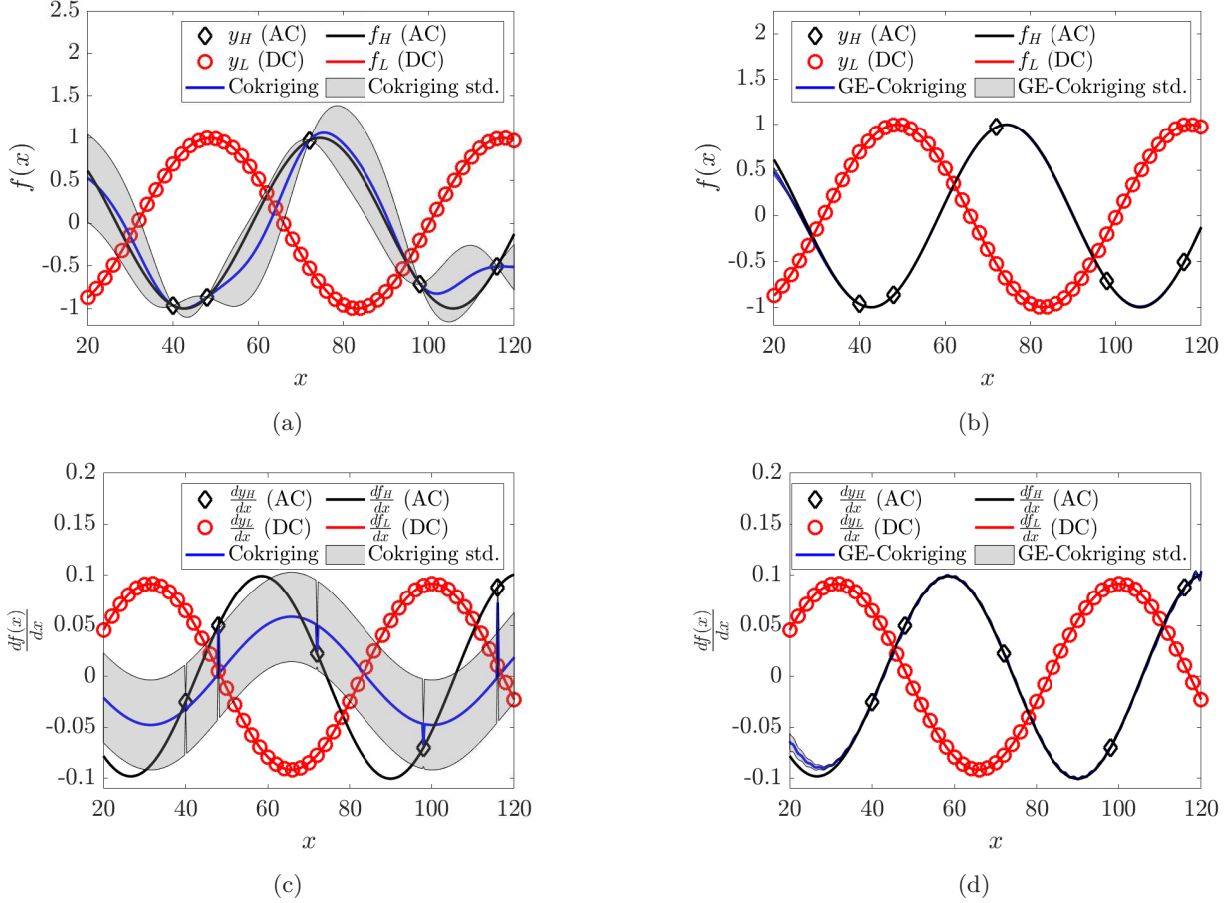 2.5
2
1.5
1
0.5
0
-0.5
-1
f(x)
y_H (AC) f_H (AC)
y_L (DC) f_L (DC)
Cokriging Cokriging std.
20 40 60 80 100 120
x
(a)
2
1.5
1
0.5
0
-0.5
-1
f(x)
y_H (AC) f_H (AC)
y_L (DC) f_L (DC)
GE-Cokriging GE-Cokriging std.
20 40 60 80 100 120
x
(b)
0.2
0.15
0.1
0.05
0
-0.05
-0.1
df(x)/dx
dy_H/dx (AC) df_H/dx (AC)
dy_L/dx (DC) df_L/dx (DC)
Cokriging Cokriging std.
20 40 60 80 100 120
x
(c)
0.2
0.15
0.1
0.05
0
-0.05
-0.1
df(x)/dx
dy_H/dx (AC) df_H/dx (AC)
dy_L/dx (DC) df_L/dx (DC)
GE-Cokriging GE-Cokriging std.
20 40 60 80 100 120
x
(d)